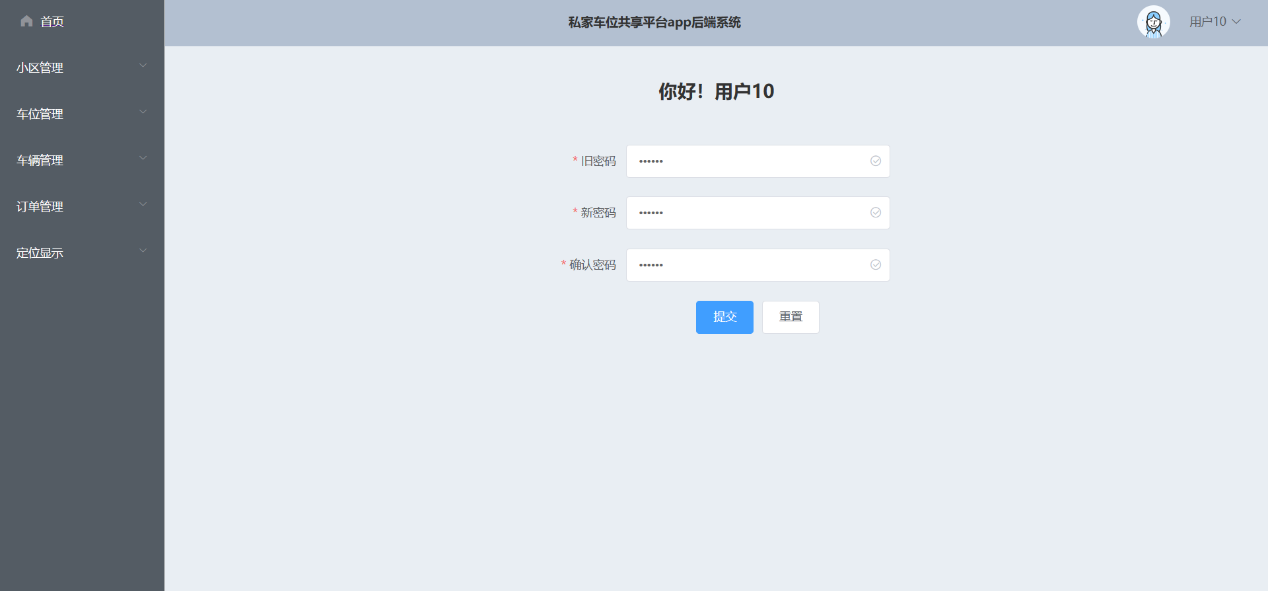 首页
小区管理
车位管理
车辆管理
订单管理
定位显示
私家车位共享平台app后端系统
用户10
你好！用户10
* 旧密码 ••••••
* 新密码 ••••••
* 确认密码 ••••••
提交 重置